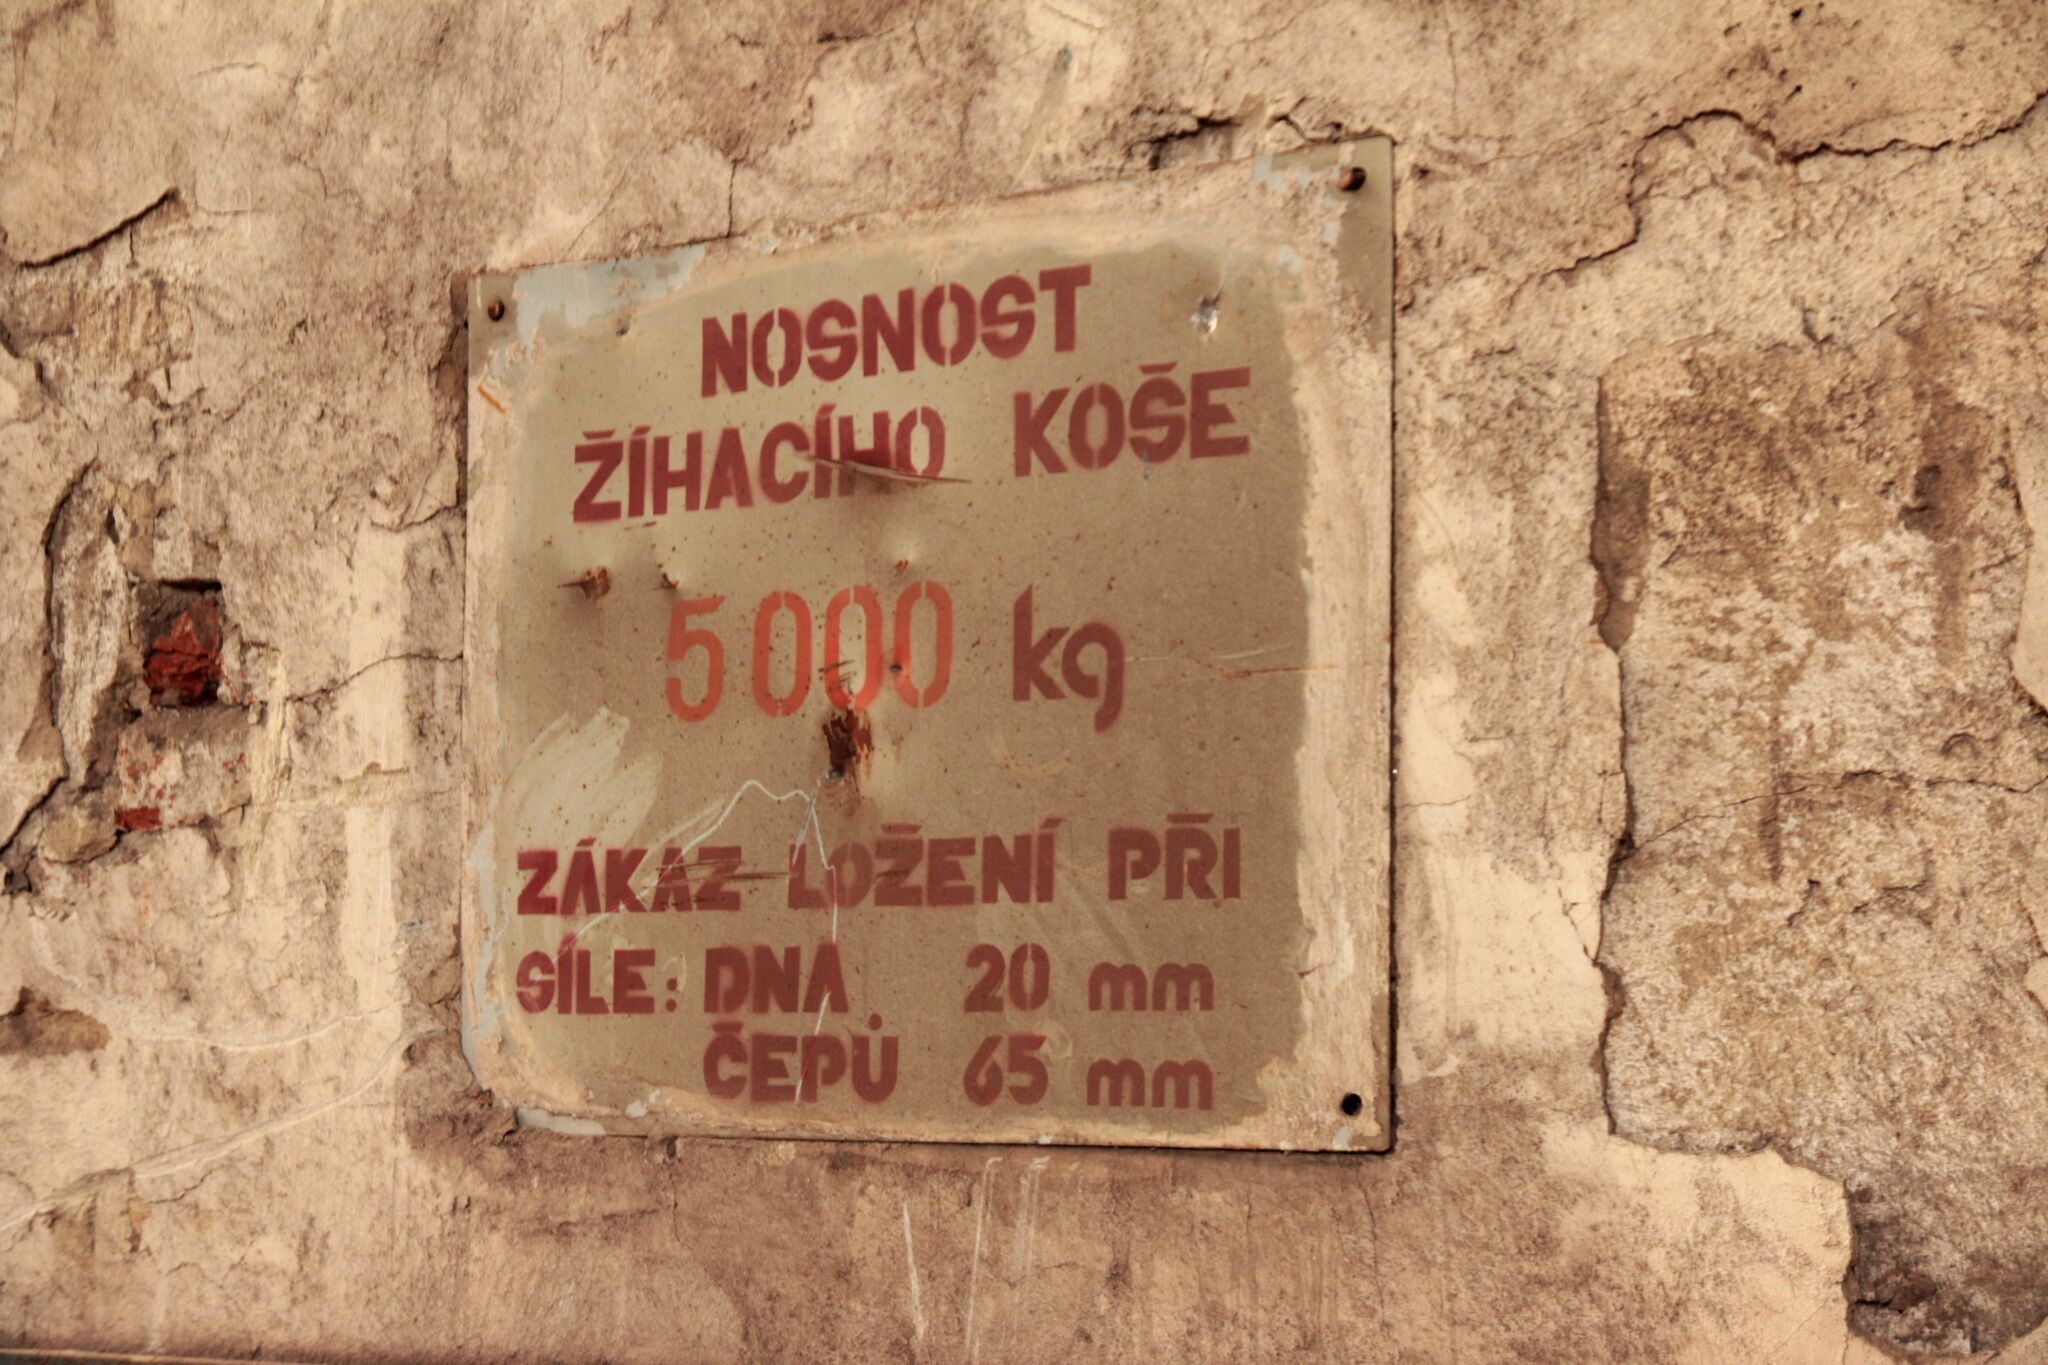 NOSNOST
ŽÍHACÍHO KOŠE
5000 kg
ZÁKAZ LOŽENÍ PŘI
SÍLE: DNA 20 mm
ČEPŮ 65 mm